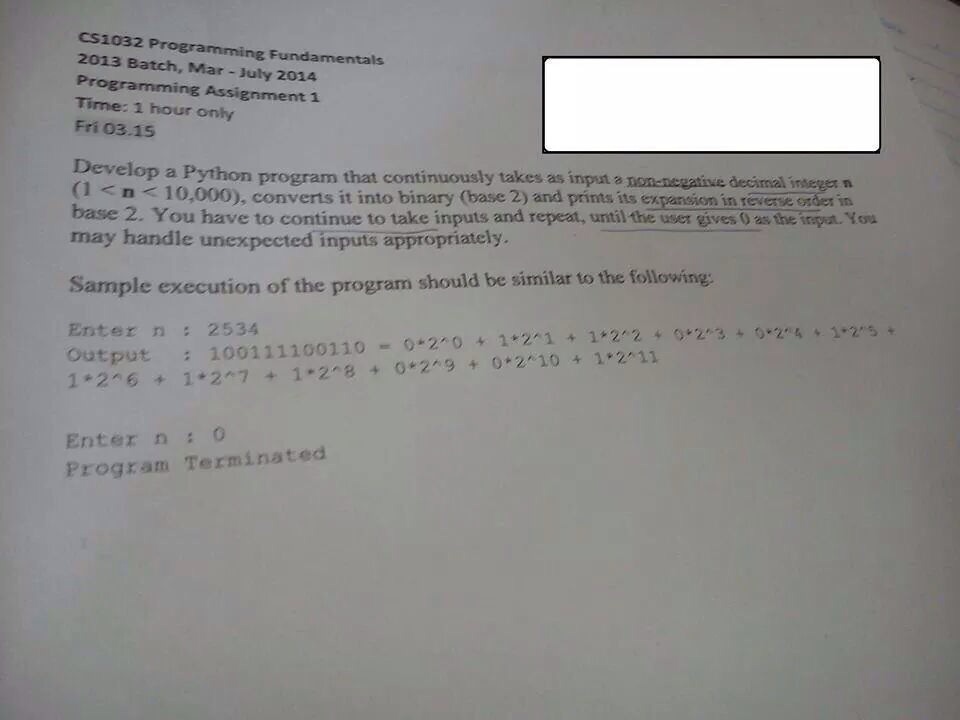 CS1032 Programming Fundamentals
2013 Batch, Mar - July 2014
Programming Assignment 1
Time: 1 hour only
Fri 03.15
Develop a Python program that continuously takes as input a non-negative decimal integer n
(1 < n < 10,000), converts it into binary (base 2) and prints its expansion in reverse order in
base 2. You have to continue to take inputs and repeat, until the user gives 0 as the input. You
may handle unexpected inputs appropriately.
Sample execution of the program should be similar to the following:
Enter n : 2534
Output : 100111100110 = 0*2^0 + 1*2^1 + 1*2^2 + 0*2^3 + 0*2^4 + 1*2^5 +
1*2^6 + 1*2^7 + 1*2^8 + 0*2^9 + 0*2^10 + 1*2^11
Enter n : 0
Program Terminated